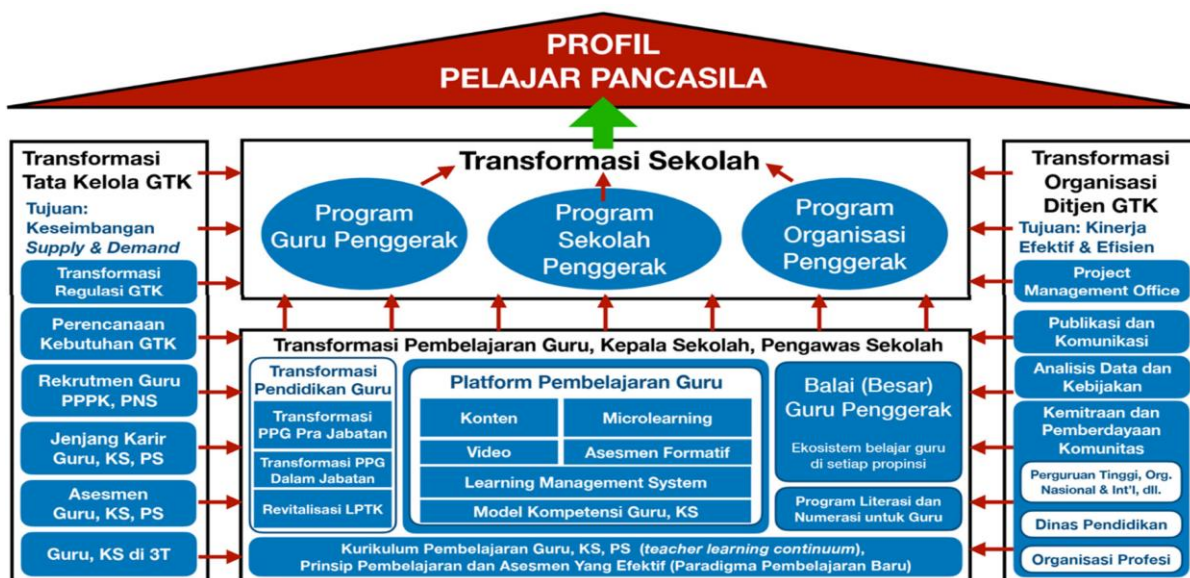 PROFIL
PELAJAR PANCASILA
Transformasi
Tata Kelola GTK
Tujuan:
Keseimbangan
Supply & Demand
Transformasi
Regulasi GTK
Perencanaan
Kebutuhan GTK
Rekrutmen Guru
PPPK, PNS
Jenjang Karir
Guru, KS, PS
Asesmen
Guru, KS, PS
Guru, KS di 3T
Transformasi Sekolah
Program
Guru Penggerak
Program
Sekolah
Penggerak
Program
Organisasi
Penggerak
Transformasi Pembelajaran Guru, Kepala Sekolah, Pengawas Sekolah
Transformasi
Pendidikan Guru
Transformasi
PPG Pra Jabatan
Transformasi PPG
Dalam Jabatan
Revitalisasi LPTK
Platform Pembelajaran Guru
Konten
Microlearning
Video
Asesmen Formatif
Learning Management System
Model Kompetensi Guru, KS
Balai (Besar)
Guru Penggerak
Ekosistem belajar guru
di setiap propinsi
Program Literasi dan
Numerasi untuk Guru
Kurikulum Pembelajaran Guru, KS, PS (teacher learning continuum),
Prinsip Pembelajaran dan Asesmen Yang Efektif (Paradigma Pembelajaran Baru)
Transformasi
Organisasi
Ditjen GTK
Tujuan: Kinerja
Efektif & Efisien
Project
Management Office
Publikasi dan
Komunikasi
Analisis Data dan
Kebijakan
Kemitraan dan
Pemberdayaan
Komunitas
Perguruan Tinggi, Org.
Nasional & Int'l, dll.
Dinas Pendidikan
Organisasi Profesi